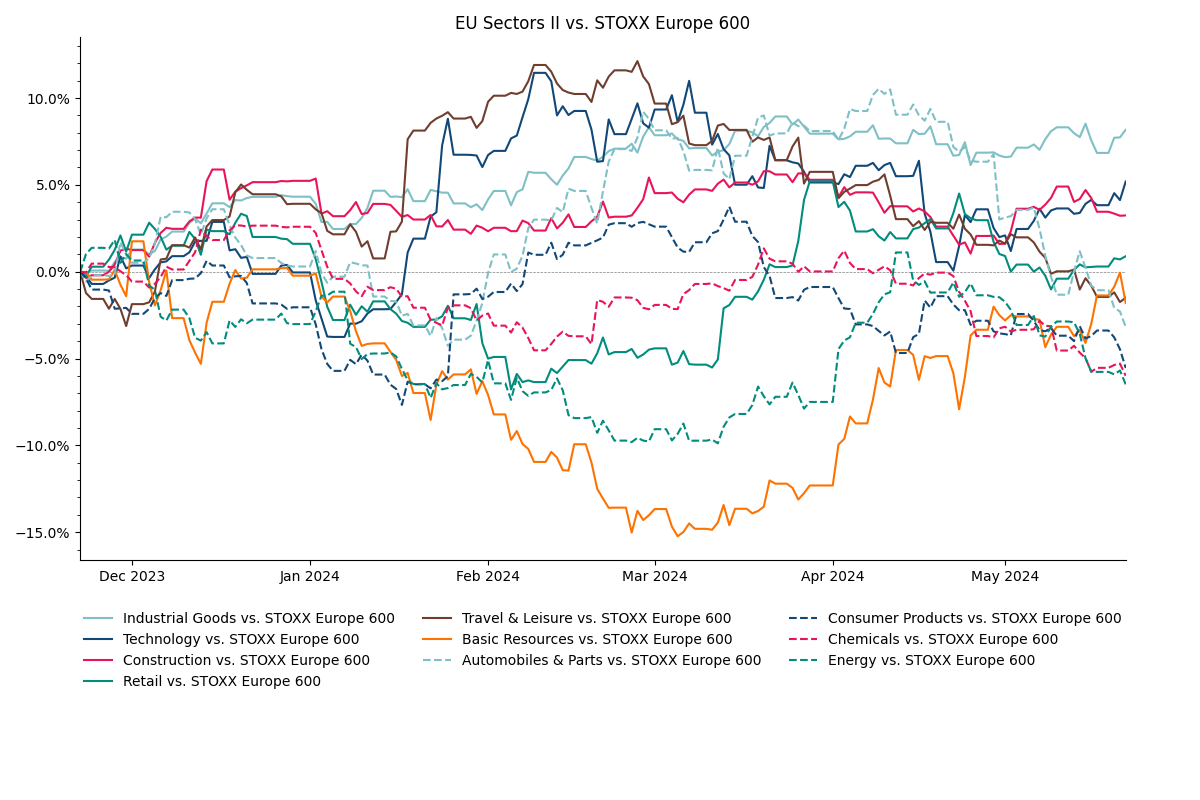 EU Sectors II vs. STOXX Europe 600
10.0%
5.0%
0.0%
−5.0%
−10.0%
−15.0%
Dec 2023 Jan 2024 Feb 2024 Mar 2024 Apr 2024 May 2024
Industrial Goods vs. STOXX Europe 600 Travel & Leisure vs. STOXX Europe 600 Consumer Products vs. STOXX Europe 600
Technology vs. STOXX Europe 600 Basic Resources vs. STOXX Europe 600 Chemicals vs. STOXX Europe 600
Construction vs. STOXX Europe 600 Automobiles & Parts vs. STOXX Europe 600 Energy vs. STOXX Europe 600
Retail vs. STOXX Europe 600